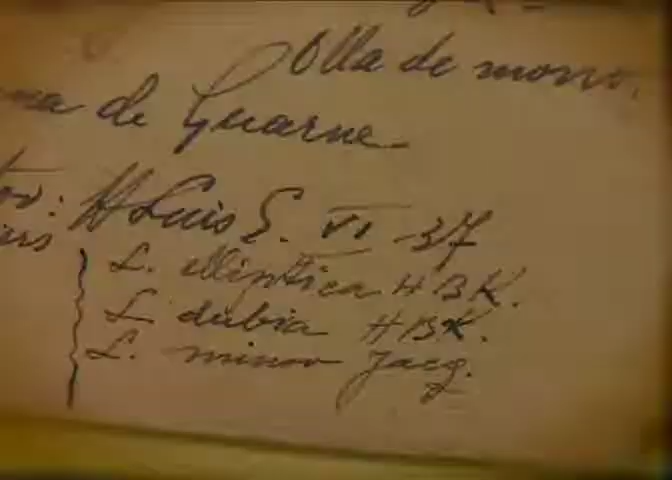 Olla de mono.
de Guarne
H Luis S. VI 37
L. elliptica HBK.
L. dubia HBK.
L. minor Jacq.